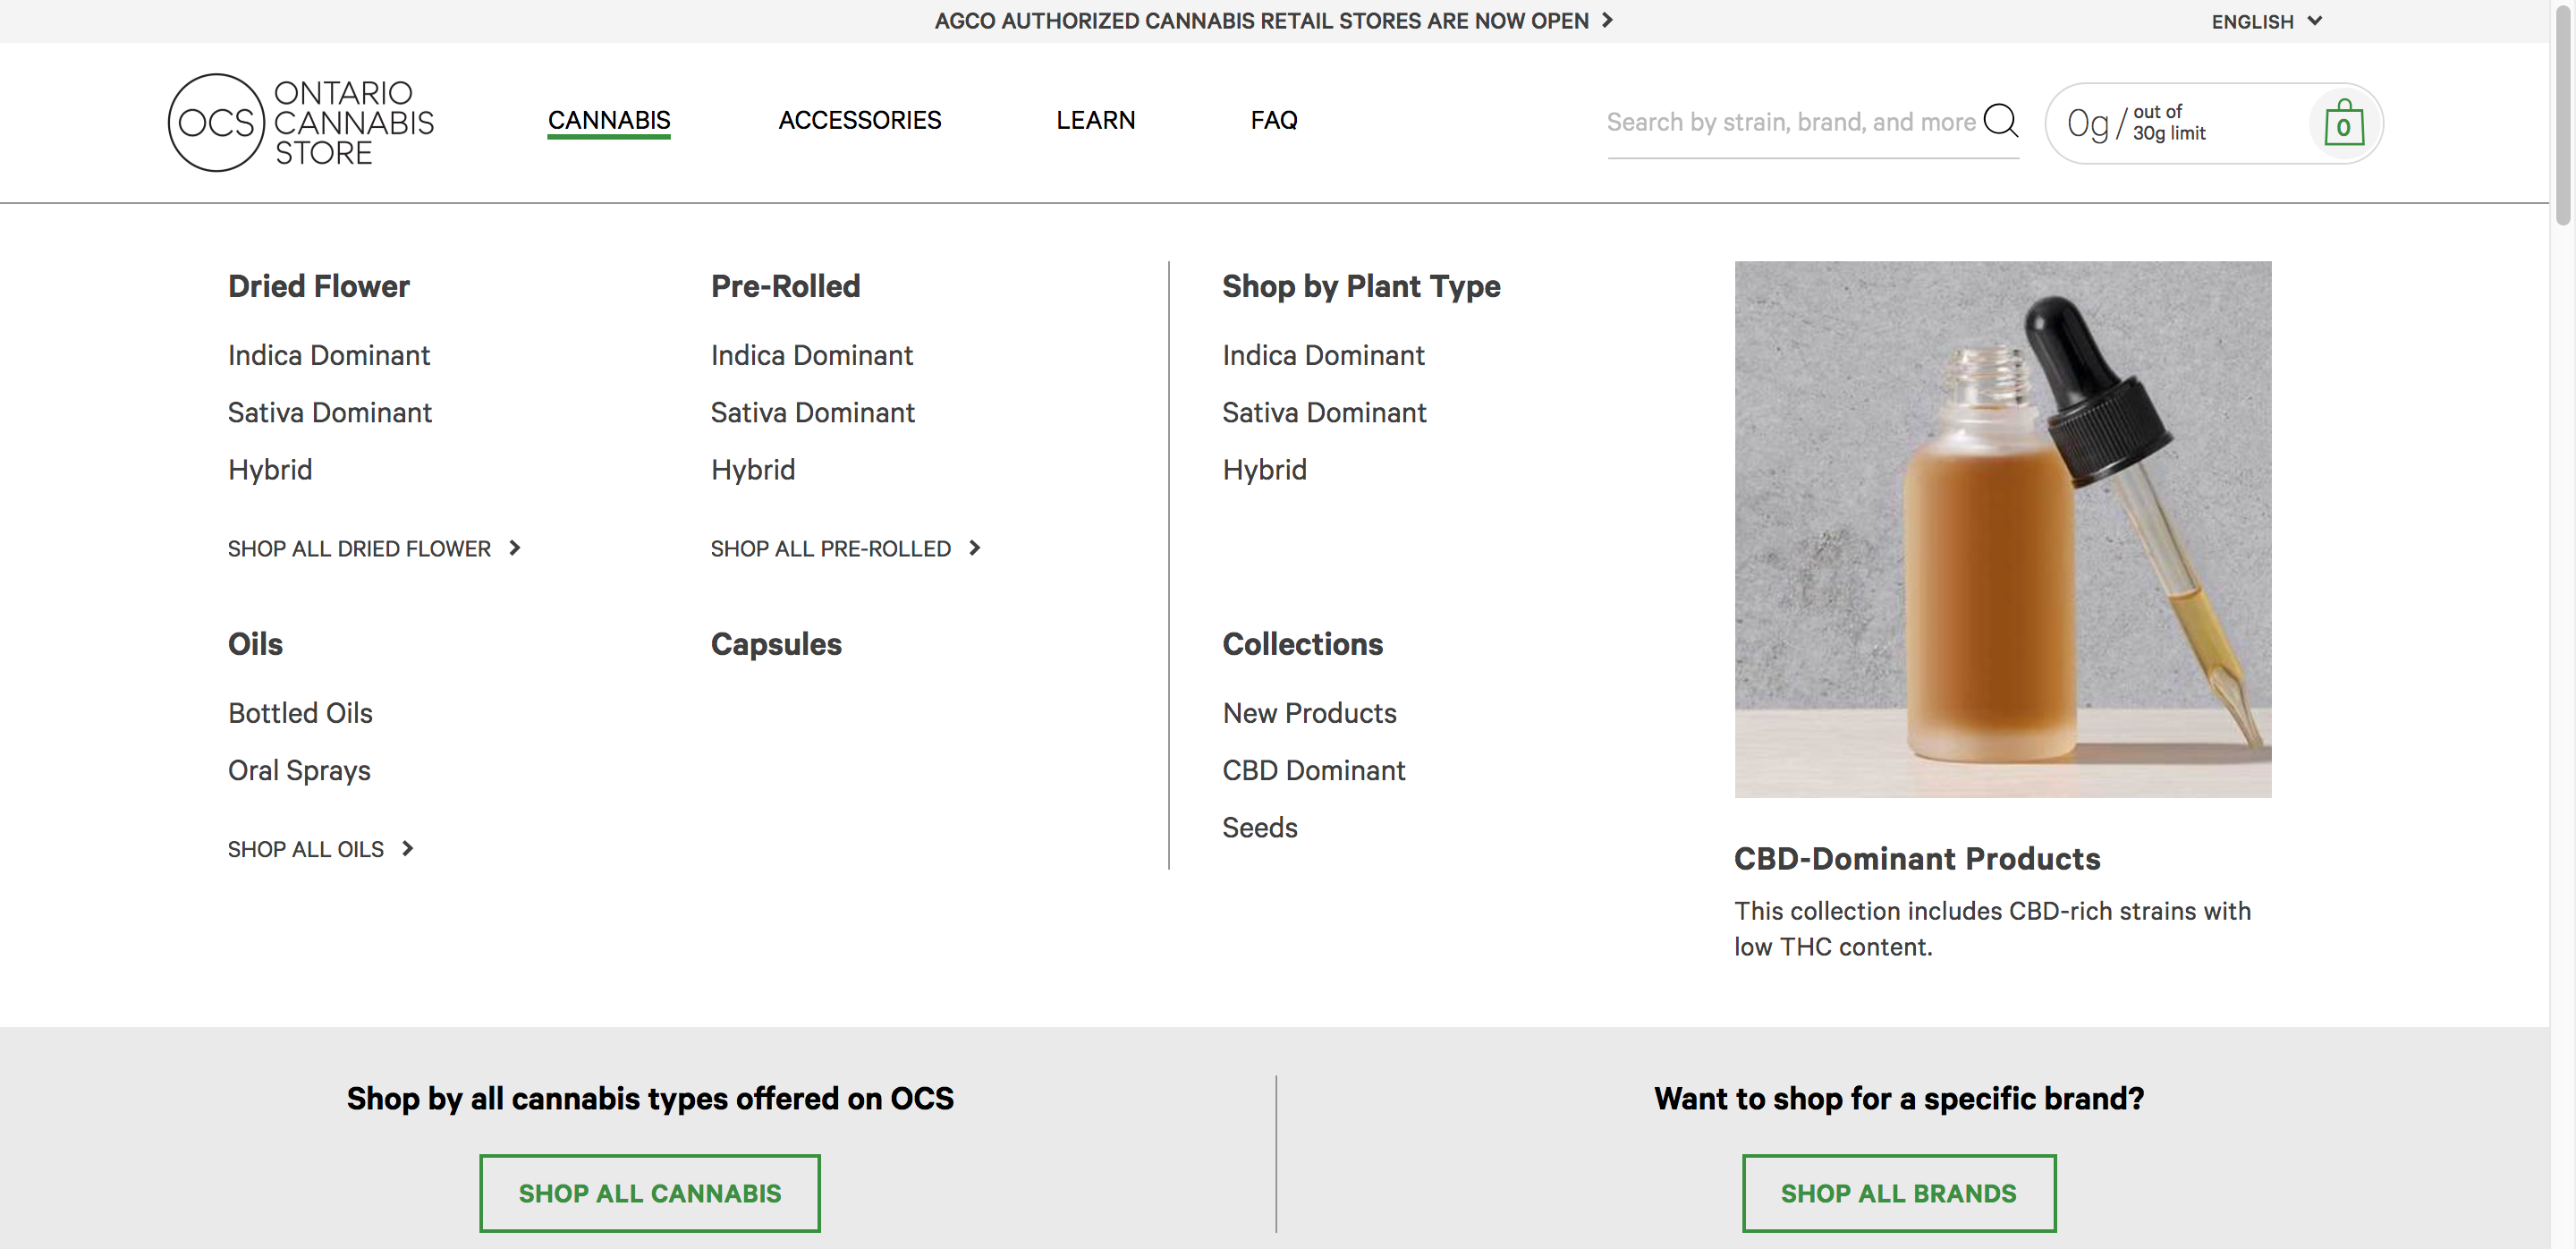 AGCO AUTHORIZED CANNABIS RETAIL STORES ARE NOW OPEN
ENGLISH
OCS
ONTARIO
CANNABIS
STORE
CANNABIS
ACCESSORIES
LEARN
FAQ
Search by strain, brand, and more
0g / out of
30g limit
0
Dried Flower
Indica Dominant
Sativa Dominant
Hybrid
SHOP ALL DRIED FLOWER
Pre-Rolled
Indica Dominant
Sativa Dominant
Hybrid
SHOP ALL PRE-ROLLED
Oils
Bottled Oils
Oral Sprays
SHOP ALL OILS
Capsules
Shop by Plant Type
Indica Dominant
Sativa Dominant
Hybrid
Collections
New Products
CBD Dominant
Seeds
CBD-Dominant Products
This collection includes CBD-rich strains with
low THC content.
Shop by all cannabis types offered on OCS
SHOP ALL CANNABIS
Want to shop for a specific brand?
SHOP ALL BRANDS